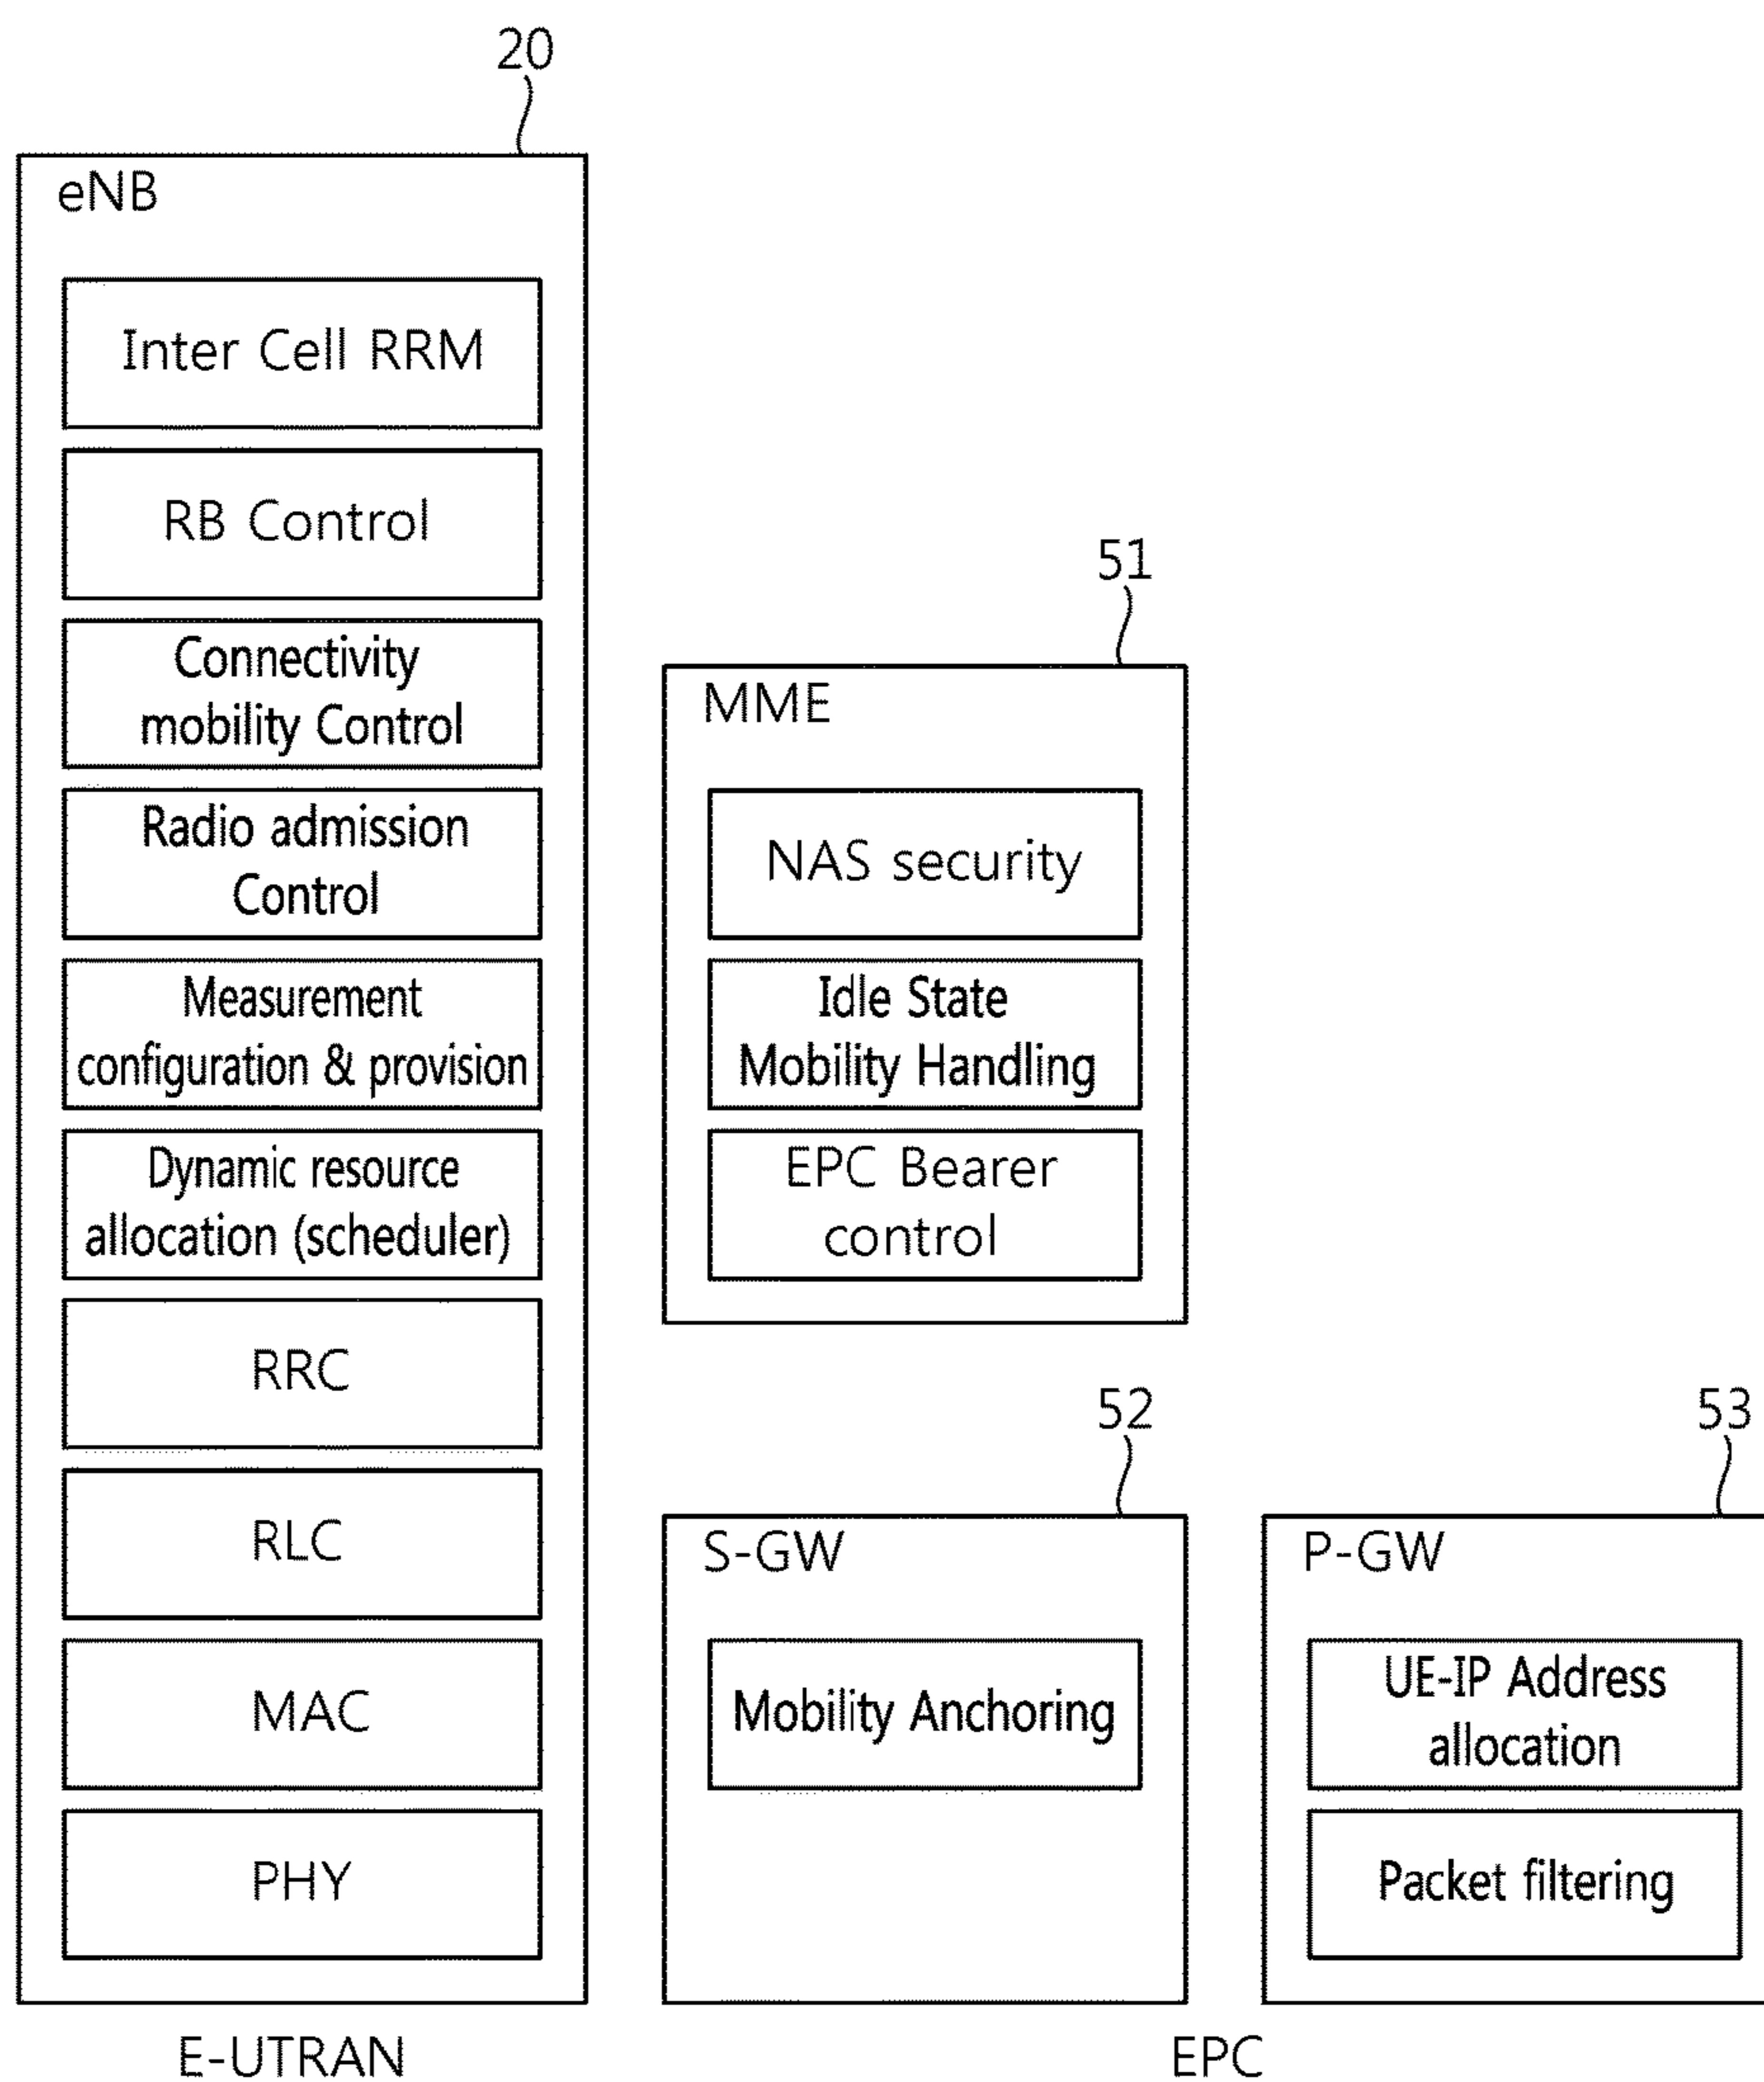 20
eNB
Inter Cell RRM
RB Control
Connectivity
mobility Control
Radio admission
Control
Measurement
configuration & provision
Dynamic resource
allocation (scheduler)
RRC
RLC
MAC
PHY
E-UTRAN
51
MME
NAS security
Idle State
Mobility Handling
EPC Bearer
control
52
S-GW
Mobility Anchoring
53
P-GW
UE-IP Address
allocation
Packet filtering
EPC